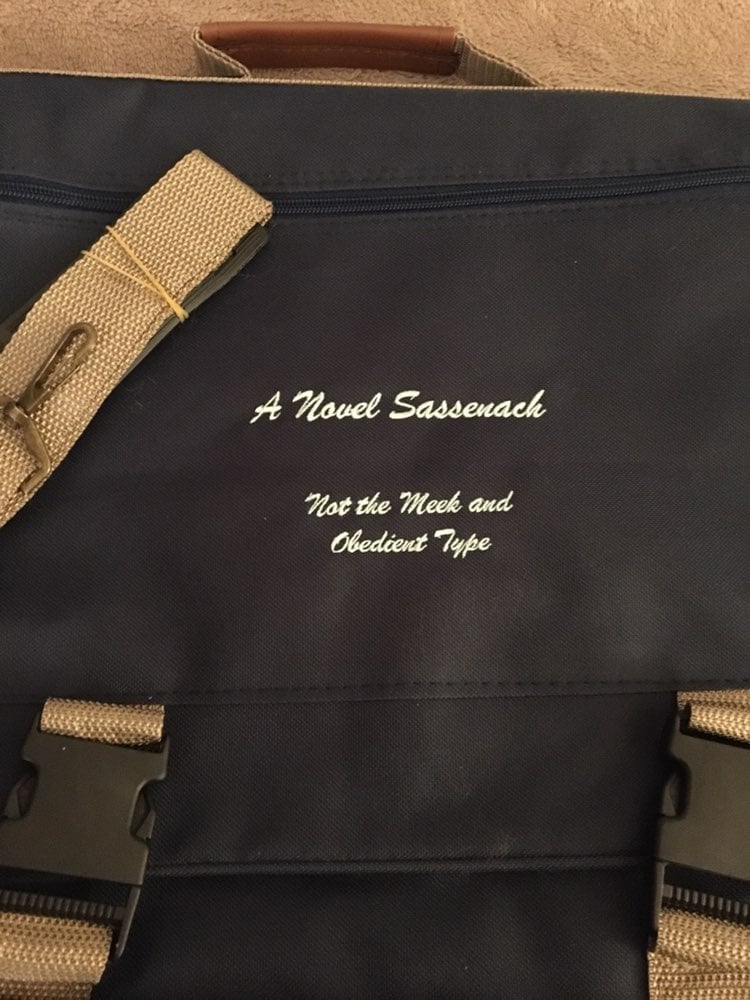 A Novel Sassenach
Not the Meek and
Obedient Type